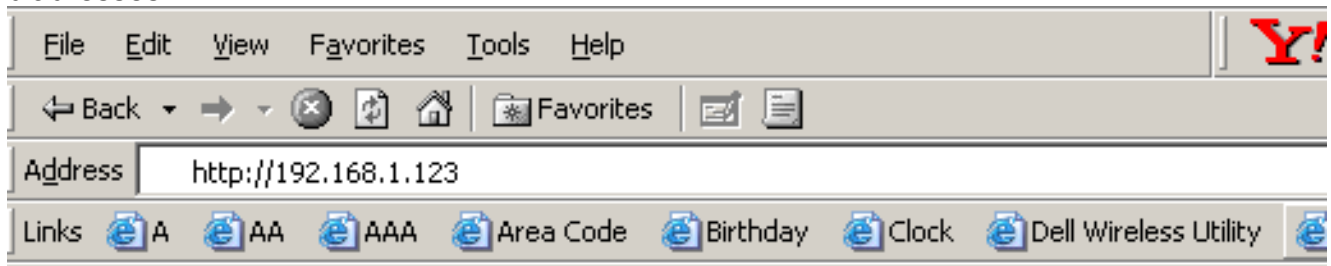 File Edit View Favorites Tools Help Y!
Back Favorites
Address http://192.168.1.123
Links A AA AAA Area Code Birthday Clock Dell Wireless Utility